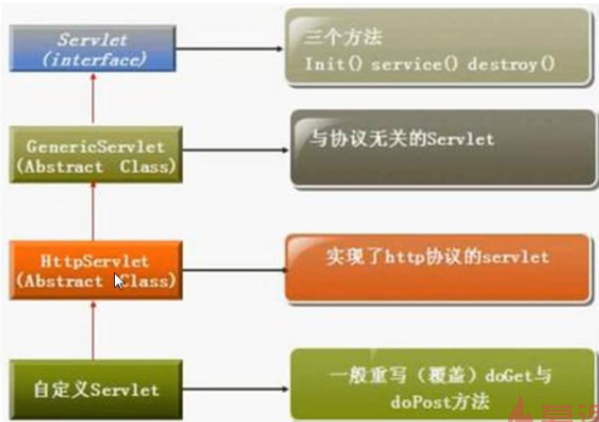 Servlet
(interface)
三个方法
Init() service() destroy()
GenericServlet
(Abstract Class)
与协议无关的Servlet
HttpServlet
(Abstract Class)
实现了http协议的servlet
自定义Servlet
一般重写（覆盖）doGet与
doPost方法